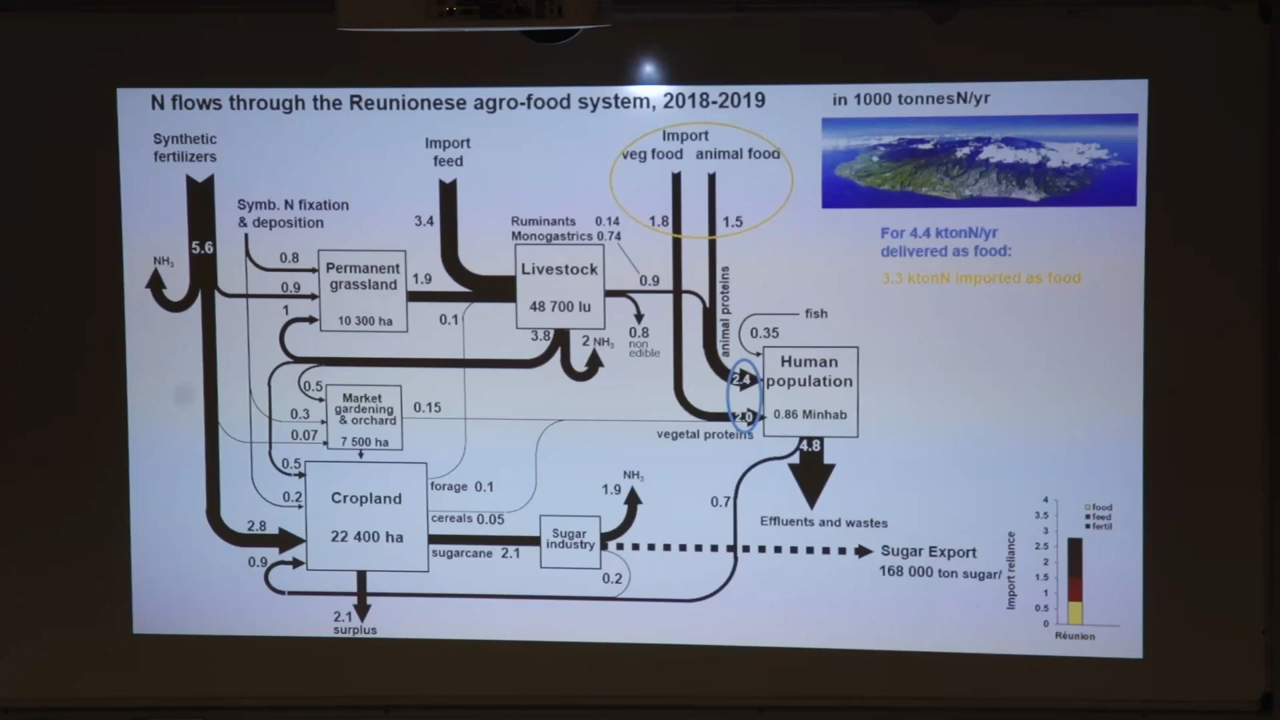 N flows through the Reunionese agro-food system, 2018-2019
in 1000 tonnesN/yr
Synthetic
fertilizers
Import
feed
Import
veg food animal food
Symb. N fixation
& deposition
5.6
NH3
0.8
0.9
1
Permanent
grassland
10 300 ha
1.9
0.1
3.4
Ruminants 0.14
Monogastrics 0.74
Livestock
48 700 lu
3.8
2 NH3
0.9
0.8
non
edible
1.8
1.5
animal proteins
For 4.4 ktonN/yr
delivered as food:
3.3 ktonN imported as food
fish
0.35
Human
population
0.86 Minhab
2.4
2.0
vegetal proteins
0.5
0.3
0.07
Market
gardening
& orchard
7 500 ha
0.15
0.5
0.2
2.8
0.9
Cropland
22 400 ha
forage 0.1
cereals 0.05
sugarcane 2.1
2.1
surplus
Sugar
industry
1.9
NH3
0.2
0.7
4.8
Effluents and wastes
Sugar Export
168 000 ton sugar/
Import reliance
4
3.5
3
2.5
2
1.5
1
0.5
0
food
feed
fertil
Réunion